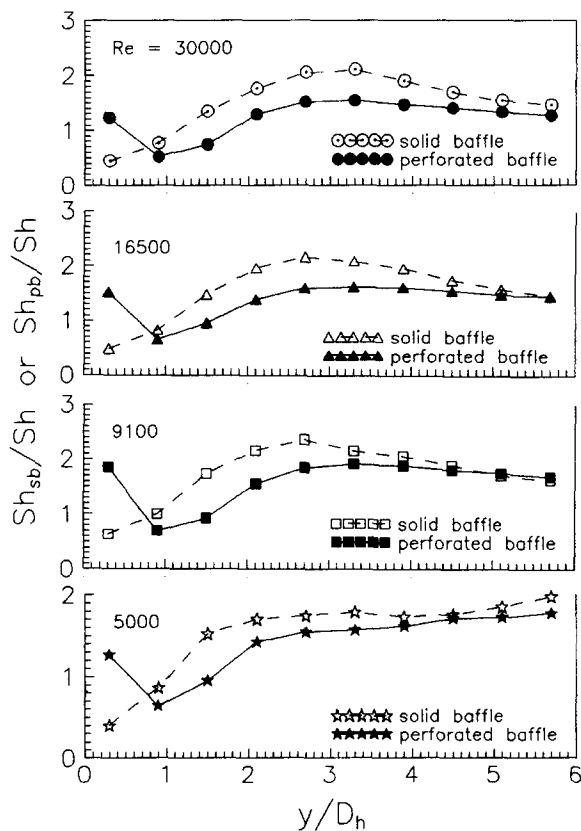 3
Re = 30000
2
1
solid baffle
perforated baffle
0
3
16500
2
1
solid baffle
perforated baffle
0
3
9100
2
1
solid baffle
perforated baffle
0
2
5000
1
solid baffle
perforated baffle
0
0 1 2 3 4 5 6
y/D_h
Sh_sb/Sh or Sh_pb/Sh